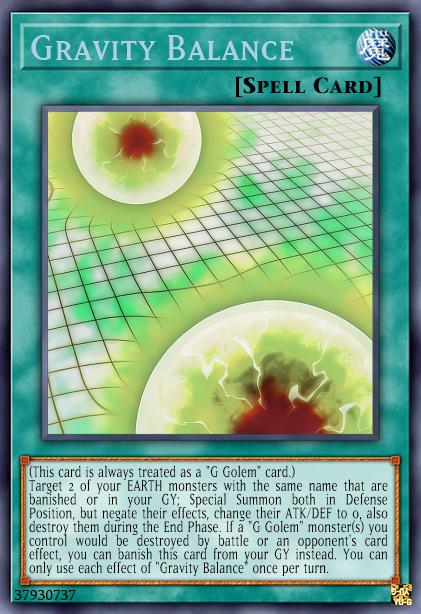 Gravity Balance
魔
[Spell Card]
(This card is always treated as a "G Golem" card.)
Target 2 of your EARTH monsters with the same name that are
banished or in your GY; Special Summon both in Defense
Position, but negate their effects, change their ATK/DEF to 0, also
destroy them during the End Phase. If a "G Golem" monster(s) you
control would be destroyed by battle or an opponent's card
effect, you can banish this card from your GY instead. You can
only use each effect of "Gravity Balance" once per turn.
37930737